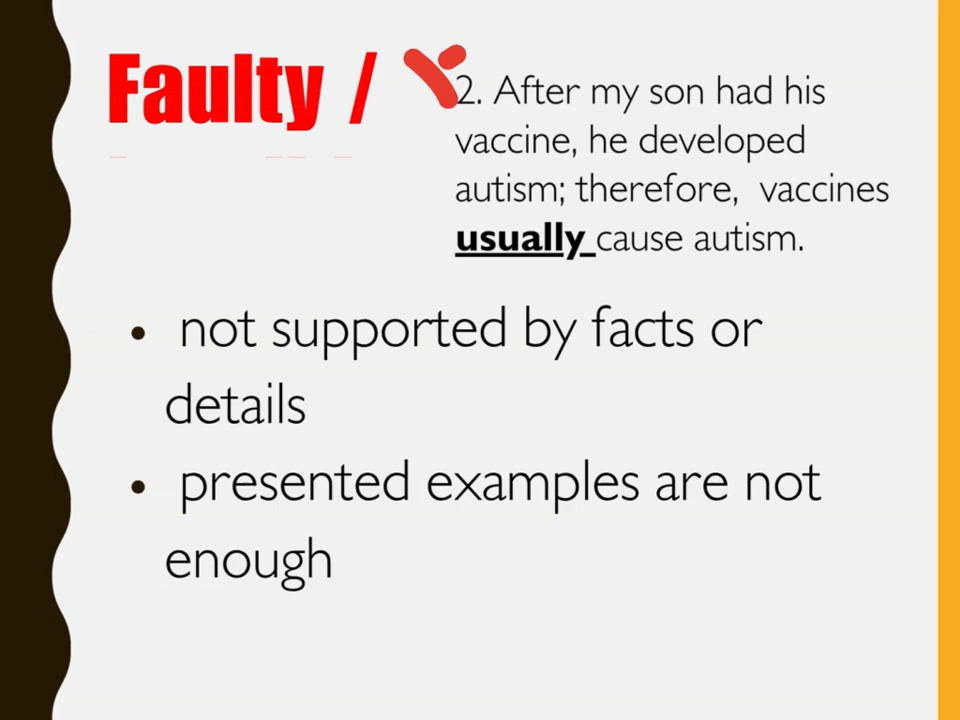 Faulty /
2. After my son had his
vaccine, he developed
autism; therefore, vaccines
usually cause autism.
• not supported by facts or
details
• presented examples are not
enough